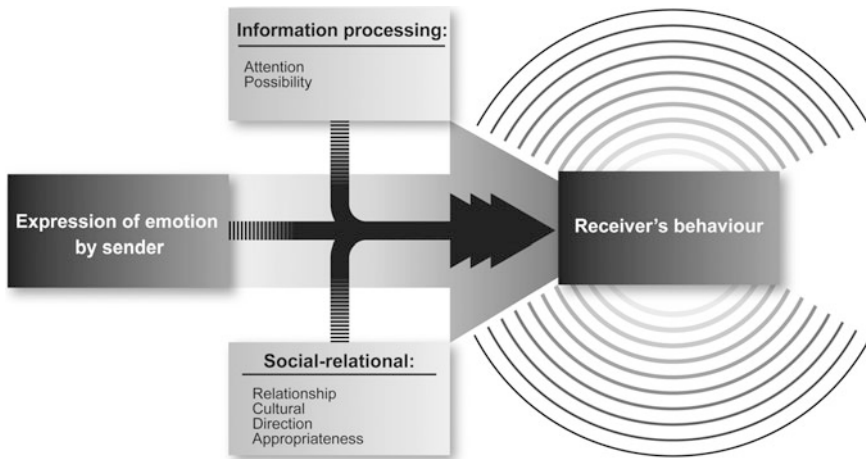 Information processing:
Attention
Possibility
Expression of emotion
by sender
Receiver's behaviour
Social-relational:
Relationship
Cultural
Direction
Appropriateness